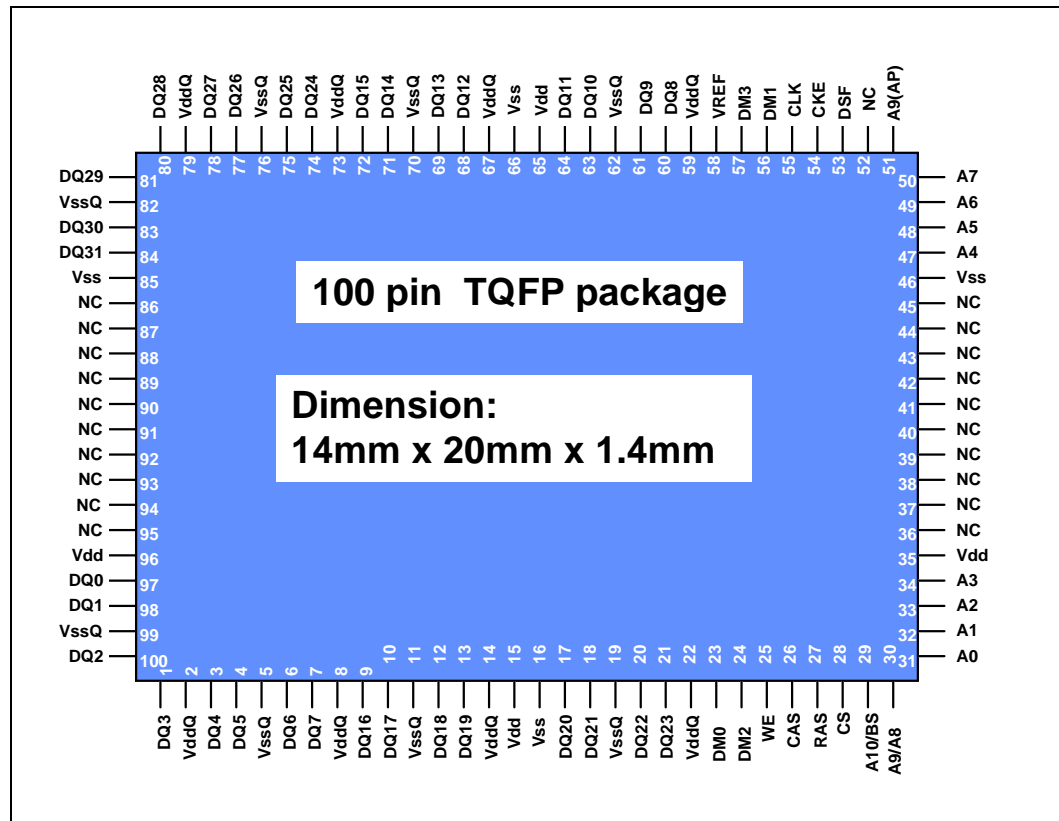 DQ28 VddQ DQ27 DQ26 VssQ DQ25 DQ24 VddQ DQ15 DQ14 VssQ DQ13 DQ12 VddQ Vss Vdd DQ11 DQ10 VssQ DQ9 DQ8 VddQ VREF DM3 DM1 CLK CKE DSF NC A9(AP)
80 79 78 77 76 75 74 73 72 71 70 69 68 67 66 65 64 63 62 61 60 59 58 57 56 55 54 53 52 51
DQ29 81 50 A7
VssQ 82 49 A6
DQ30 83 48 A5
DQ31 84 47 A4
Vss 85 46 Vss
NC 86 45 NC
NC 87 44 NC
NC 88 43 NC
NC 89 42 NC
NC 90 41 NC
NC 91 40 NC
NC 92 39 NC
NC 93 38 NC
NC 94 37 NC
NC 95 36 NC
Vdd 96 35 Vdd
DQ0 97 34 A3
DQ1 98 33 A2
VssQ 99 32 A1
DQ2 100 31 A0
100 pin TQFP package
Dimension:
14mm x 20mm x 1.4mm
1 2 3 4 5 6 7 8 9 10 11 12 13 14 15 16 17 18 19 20 21 22 23 24 25 26 27 28 29 30
DQ3 VddQ DQ4 DQ5 VssQ DQ6 DQ7 VddQ DQ16 DQ17 VssQ DQ18 DQ19 VddQ Vdd Vss DQ20 DQ21 VssQ DQ22 DQ23 VddQ DM0 DM2 WE CAS RAS CS A10/BS A9/A8